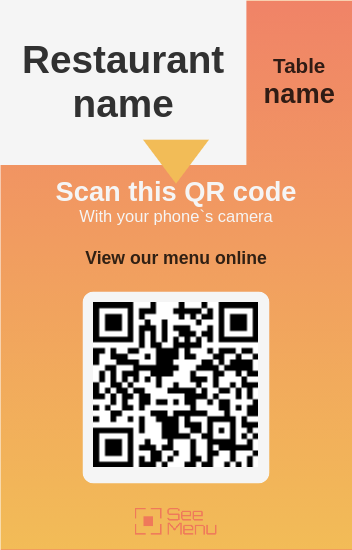 Restaurant
name
Table
name
Scan this QR code
With your phone`s camera
View our menu online
See
Menu